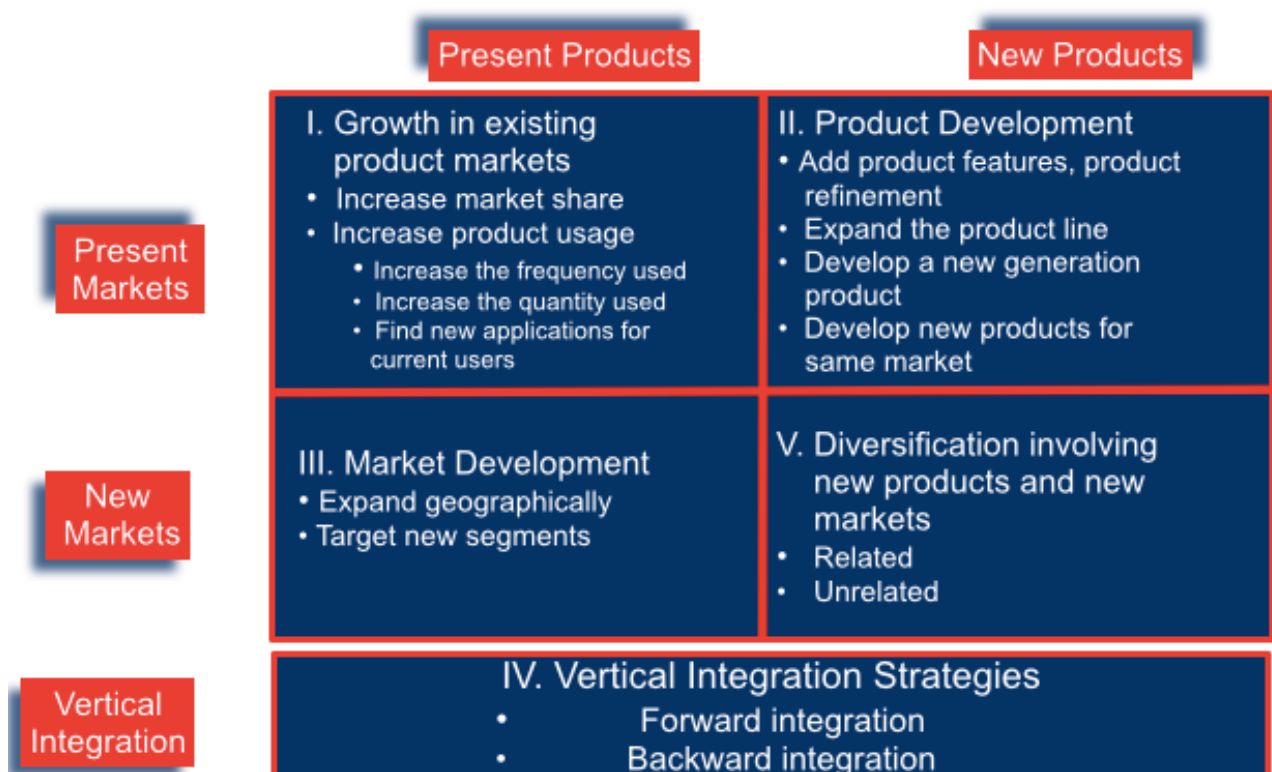 Present Products
New Products
Present
Markets
I. Growth in existing
product markets
• Increase market share
• Increase product usage
• Increase the frequency used
• Increase the quantity used
• Find new applications for
current users
II. Product Development
• Add product features, product
refinement
• Expand the product line
• Develop a new generation
product
• Develop new products for
same market
New
Markets
III. Market Development
• Expand geographically
• Target new segments
V. Diversification involving
new products and new
markets
• Related
• Unrelated
Vertical
Integration
IV. Vertical Integration Strategies
• Forward integration
• Backward integration